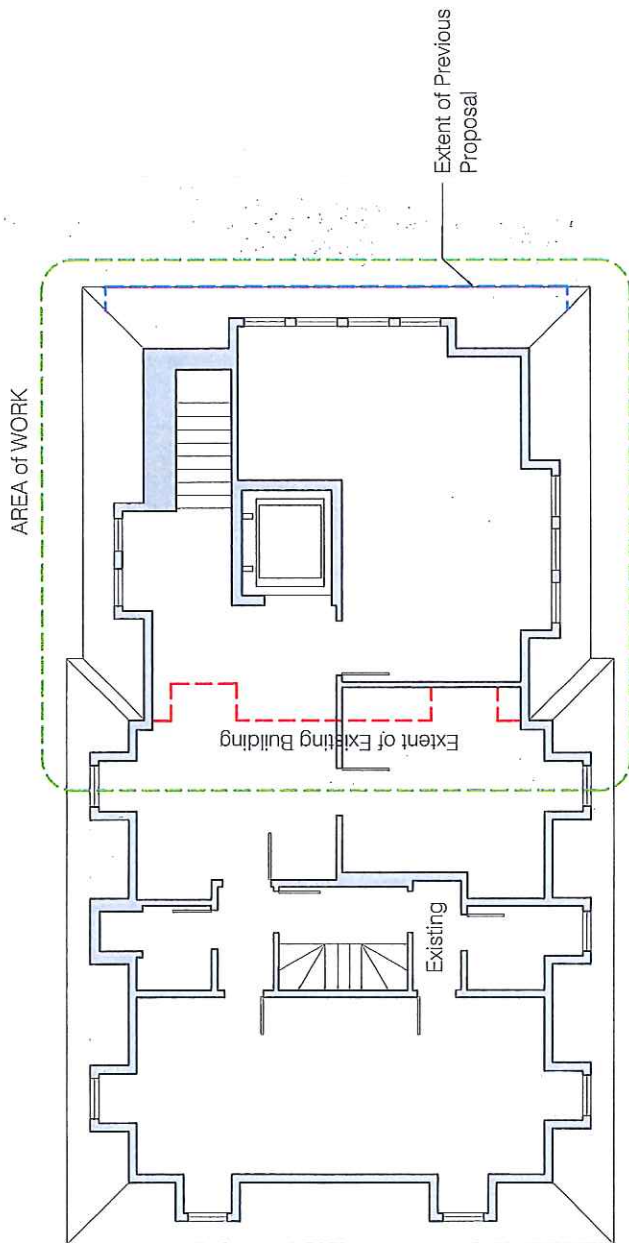 AREA of WORK
Extent of Previous
Proposal
Extent of Existing Building
Existing